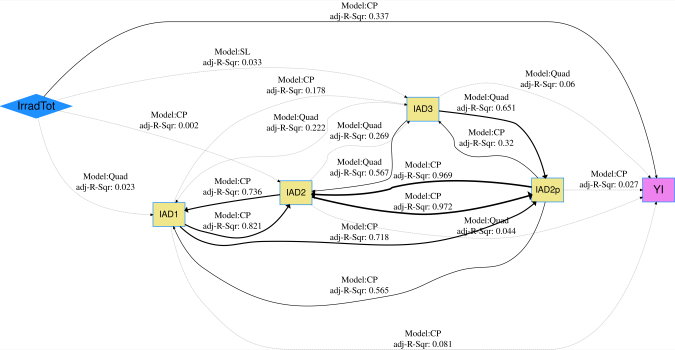 Model:CP
adj-R-Sqr: 0.337
Model:SL
adj-R-Sqr: 0.033
Model:CP
adj-R-Sqr: 0.178
Model:Quad
adj-R-Sqr: 0.06
IrradTot
IAD3
Model:Quad
adj-R-Sqr: 0.651
Model:CP
adj-R-Sqr: 0.002
Model:Quad
adj-R-Sqr: 0.222
Model:Quad
adj-R-Sqr: 0.269
Model:CP
adj-R-Sqr: 0.32
Model:Quad
adj-R-Sqr: 0.567
Model:CP
adj-R-Sqr: 0.969
Model:Quad
adj-R-Sqr: 0.023
Model:CP
adj-R-Sqr: 0.736
IAD2
IAD2p
Model:CP
adj-R-Sqr: 0.027
YI
Model:CP
adj-R-Sqr: 0.972
IAD1
Model:CP
adj-R-Sqr: 0.821
Model:Quad
adj-R-Sqr: 0.044
Model:CP
adj-R-Sqr: 0.718
Model:CP
adj-R-Sqr: 0.565
Model:CP
adj-R-Sqr: 0.081